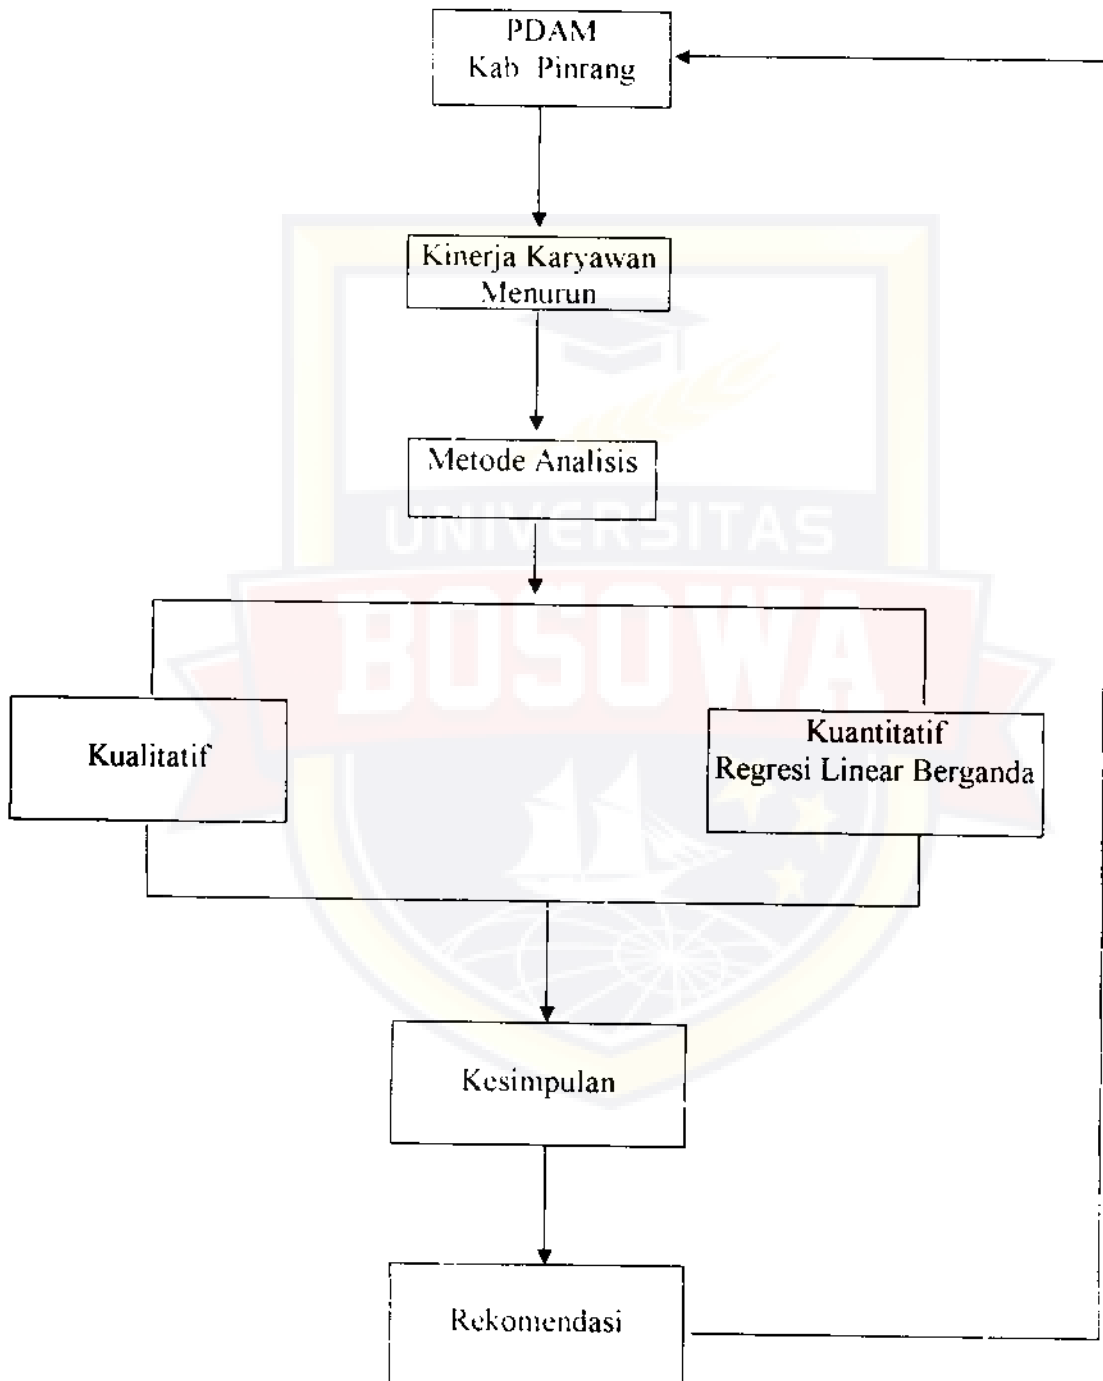 PDAM
Kab Pinrang
Kinerja Karyawan
Menurun
Metode Analisis
UNIVERSITAS
BOSOWA
Kualitatif
Kuantitatif
Regresi Linear Berganda
Kesimpulan
Rekomendasi